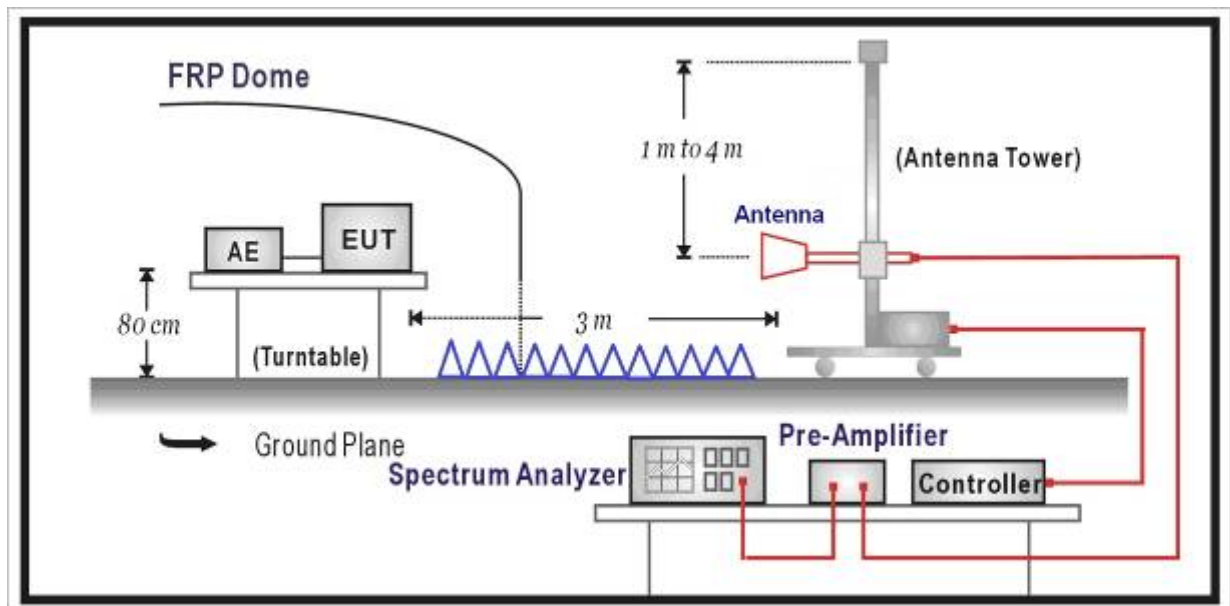 FRP Dome
1 m to 4 m
(Antenna Tower)
Antenna
AE
EUT
80 cm
3 m
(Turntable)
Ground Plane
Pre-Amplifier
Spectrum Analyzer
Controller